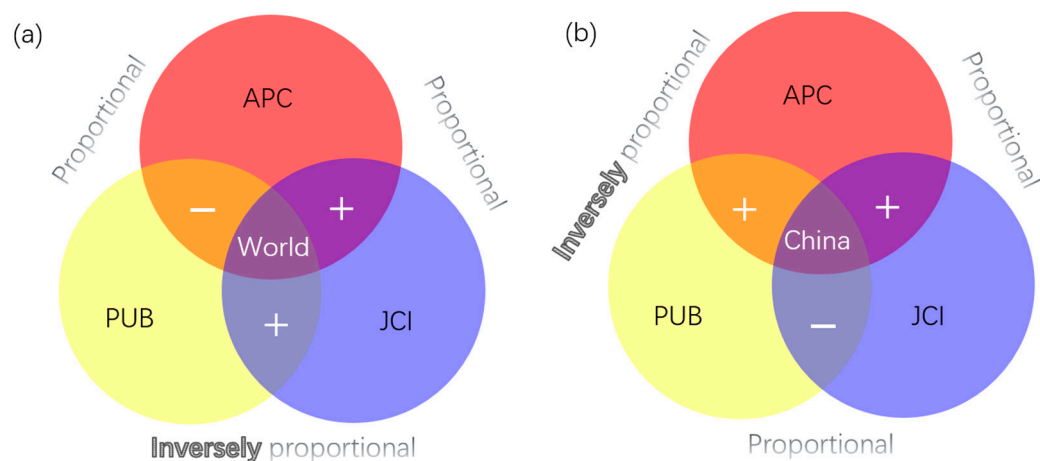 (a)
Proportional
APC
Proportional
−
+
World
PUB
+
JCI
Inversely proportional
(b)
Inversely proportional
APC
Proportional
+
+
China
PUB
−
JCI
Proportional